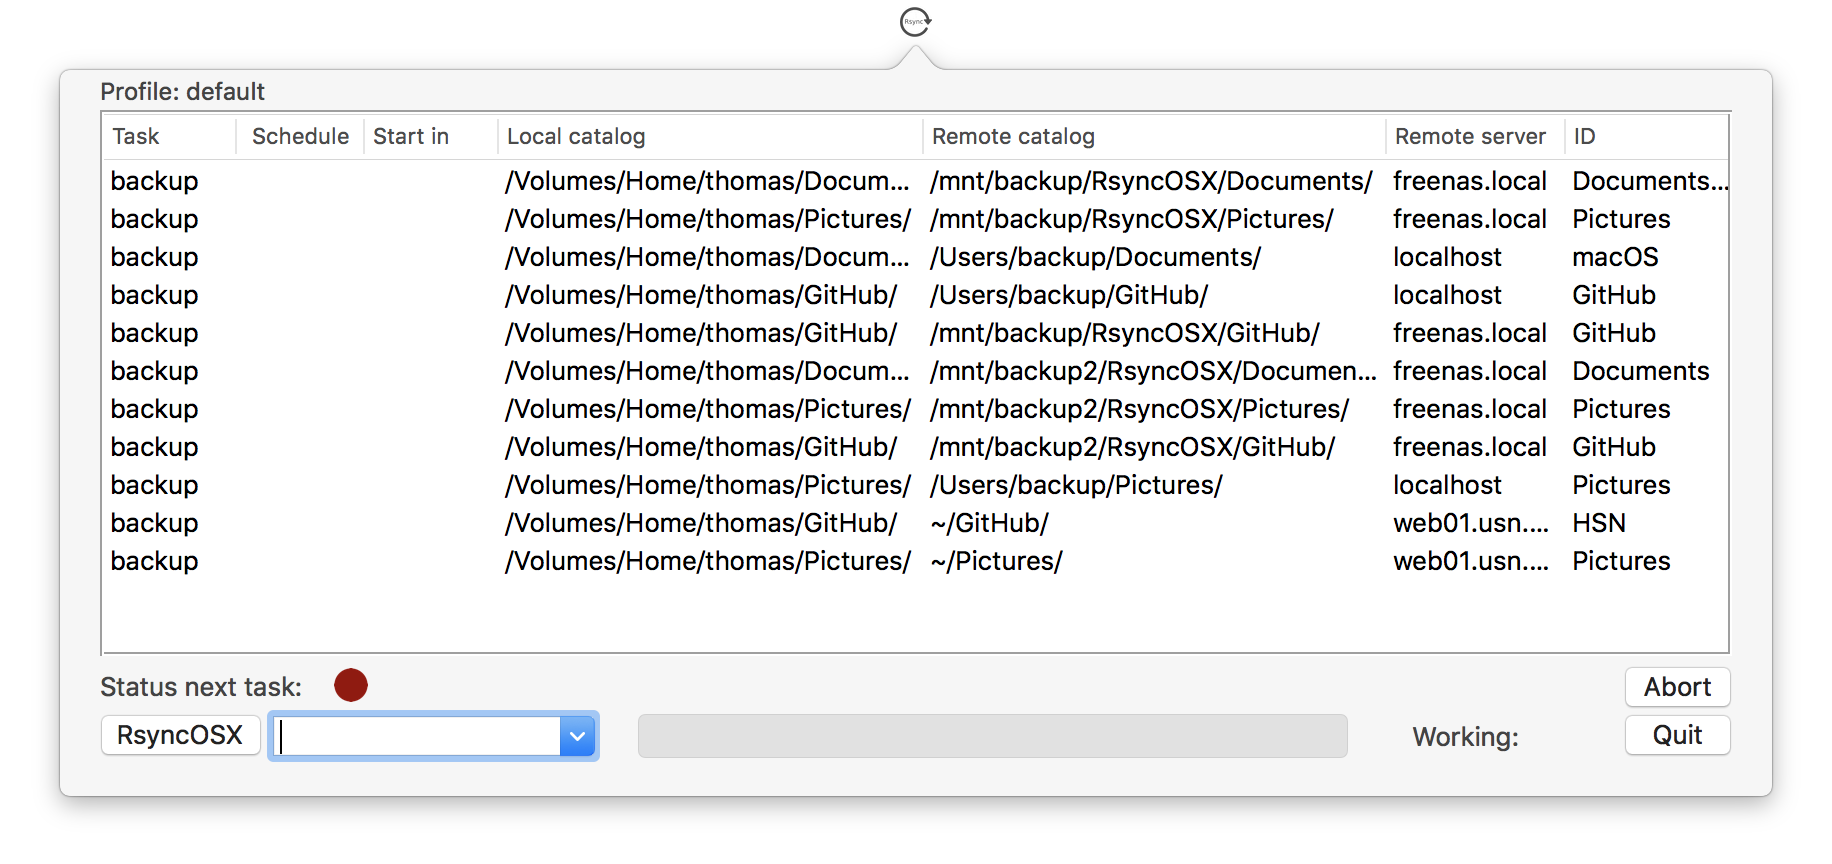 Rsync
Profile: default
Task Schedule Start in Local catalog Remote catalog Remote server ID
backup /Volumes/Home/thomas/Docum... /mnt/backup/RsyncOSX/Documents/ freenas.local Documents...
backup /Volumes/Home/thomas/Pictures/ /mnt/backup/RsyncOSX/Pictures/ freenas.local Pictures
backup /Volumes/Home/thomas/Docum... /Users/backup/Documents/ localhost macOS
backup /Volumes/Home/thomas/GitHub/ /Users/backup/GitHub/ localhost GitHub
backup /Volumes/Home/thomas/GitHub/ /mnt/backup/RsyncOSX/GitHub/ freenas.local GitHub
backup /Volumes/Home/thomas/Docum... /mnt/backup2/RsyncOSX/Documen... freenas.local Documents
backup /Volumes/Home/thomas/Pictures/ /mnt/backup2/RsyncOSX/Pictures/ freenas.local Pictures
backup /Volumes/Home/thomas/GitHub/ /mnt/backup2/RsyncOSX/GitHub/ freenas.local GitHub
backup /Volumes/Home/thomas/Pictures/ /Users/backup/Pictures/ localhost Pictures
backup /Volumes/Home/thomas/GitHub/ ~/GitHub/ web01.usn.... HSN
backup /Volumes/Home/thomas/Pictures/ ~/Pictures/ web01.usn.... Pictures
Status next task: Abort
RsyncOSX Working: Quit